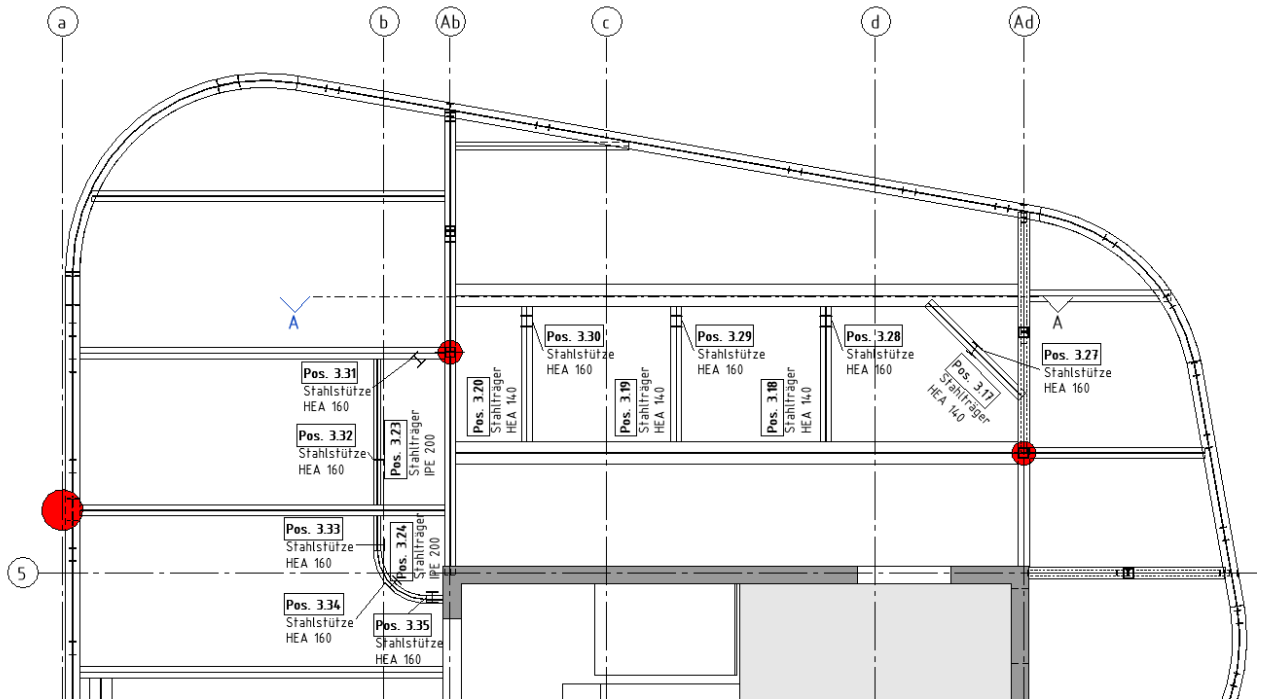 a
b
Ab
c
d
Ad
A
A
Pos. 3.30
Stahlstütze
HEA 160
Pos. 3.29
Stahlstütze
HEA 160
Pos. 3.28
Stahlstütze
HEA 160
Pos. 3.27
Stahlstütze
HEA 160
Pos. 3.31
Stahlstütze
HEA 160
Pos. 3.20
Stahlträger
HEA 140
Pos. 3.19
Stahlträger
HEA 140
Pos. 3.18
Stahlträger
HEA 140
Pos. 3.17
Stahlträger
HEA 140
Pos. 3.32
Stahlstütze
HEA 160
Pos. 3.23
Stahlträger
IPE 200
Pos. 3.33
Stahlstütze
HEA 160
Pos. 3.24
Stahlträger
IPE 200
5
Pos. 3.34
Stahlstütze
HEA 160
Pos. 3.35
Stahlstütze
HEA 160